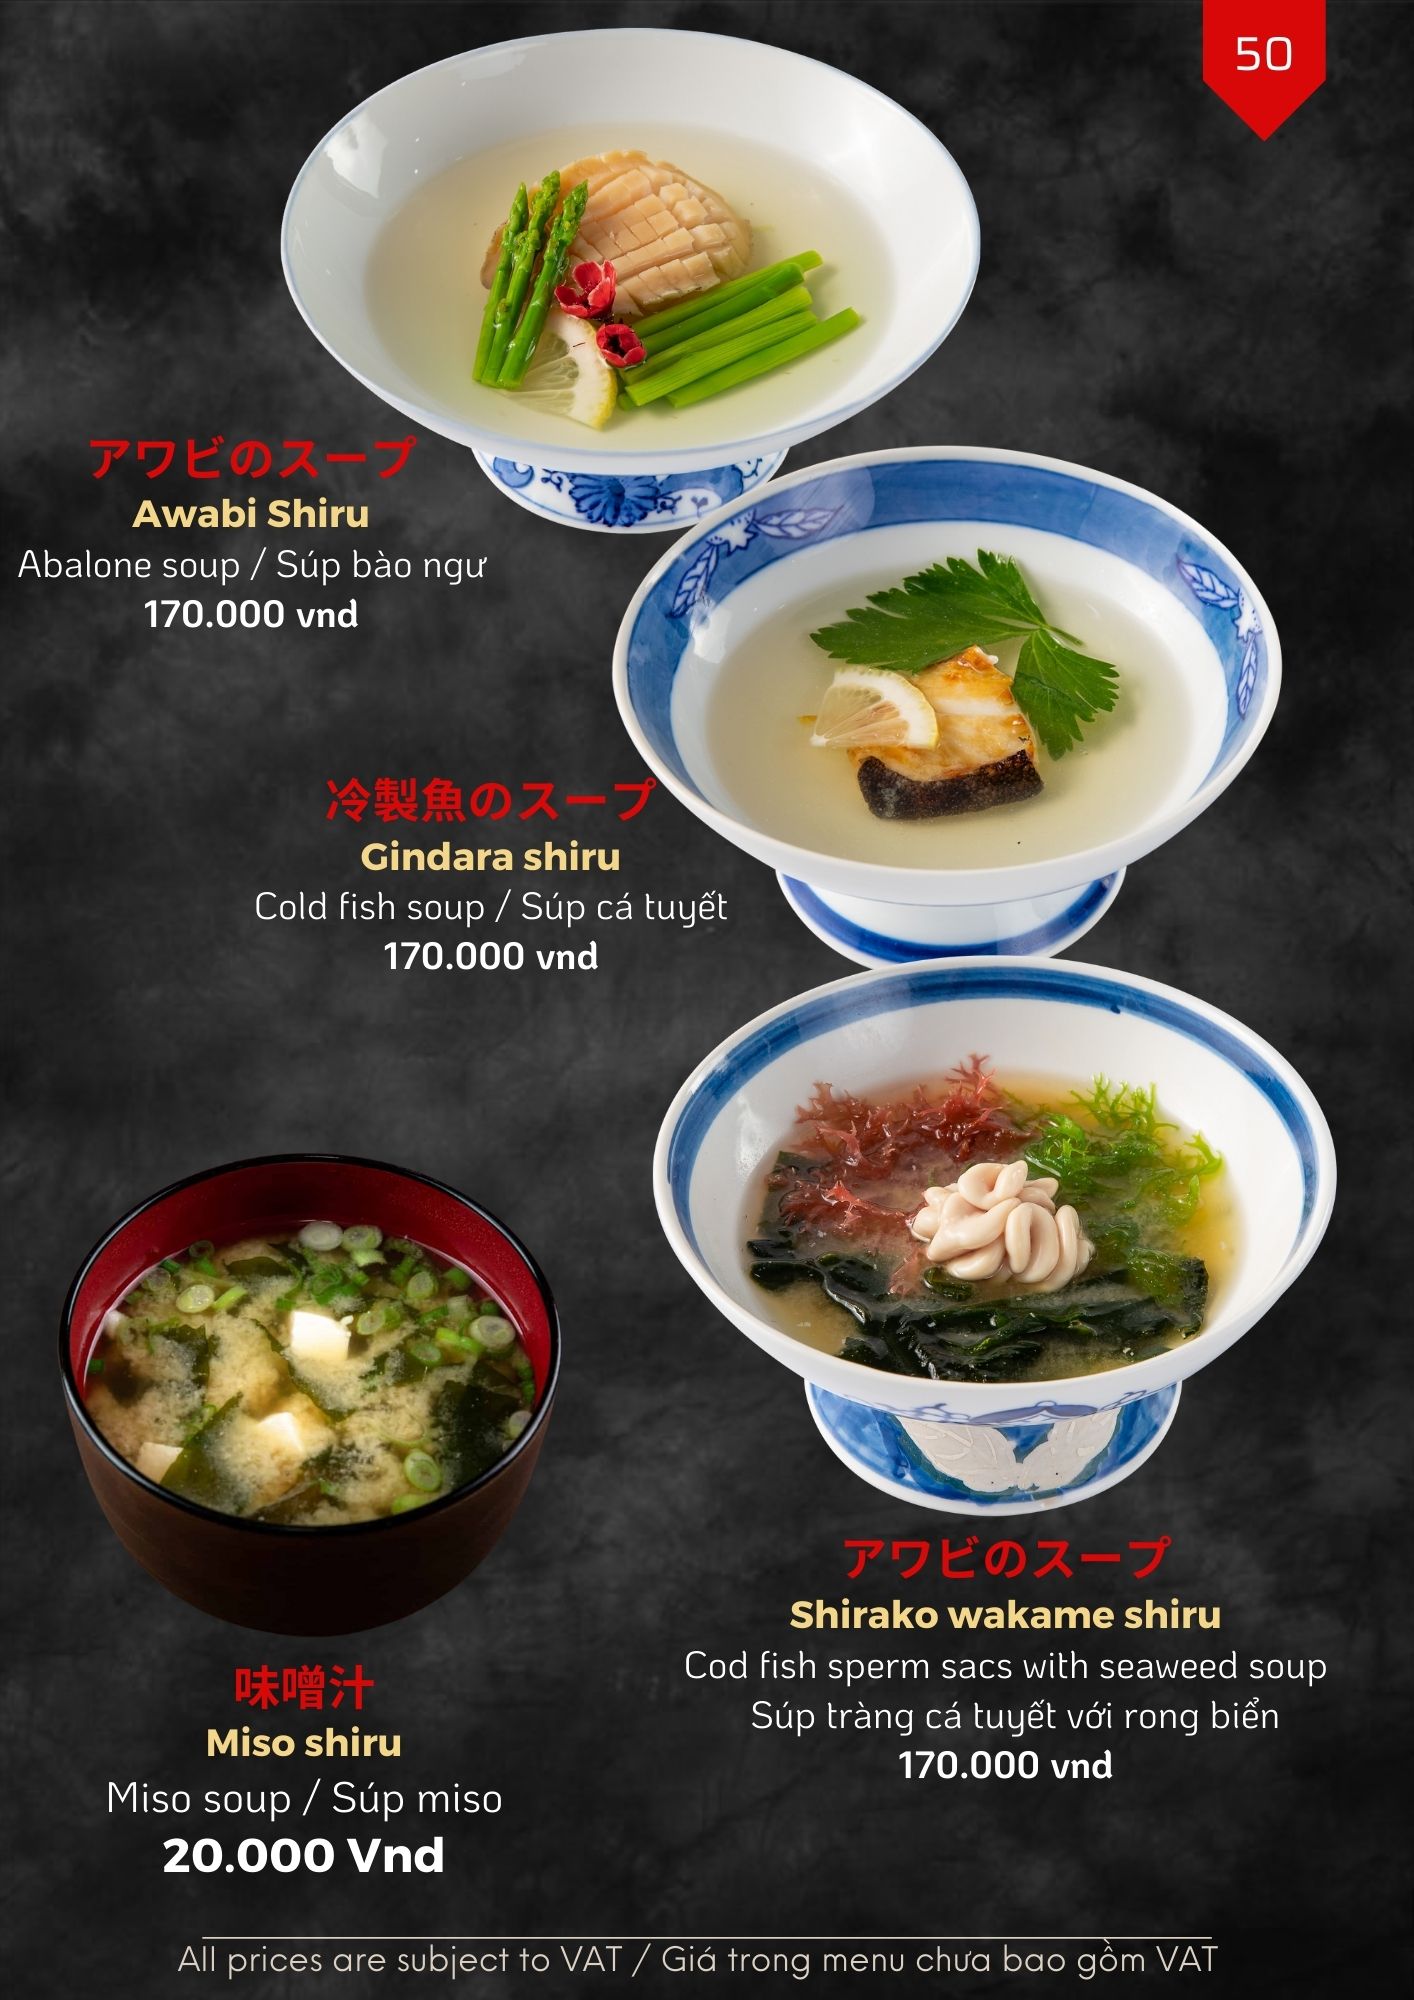 50
アワビのスープ
Awabi Shiru
Abalone soup / Súp bào ngư
170.000 vnd
冷製魚のスープ
Gindara shiru
Cold fish soup / Súp cá tuyết
170.000 vnd
アワビのスープ
Shirako wakame shiru
Cod fish sperm sacs with seaweed soup
Súp tràng cá tuyết với rong biển
170.000 vnd
味噌汁
Miso shiru
Miso soup / Súp miso
20.000 Vnd
All prices are subject to VAT / Giá trong menu chưa bao gồm VAT